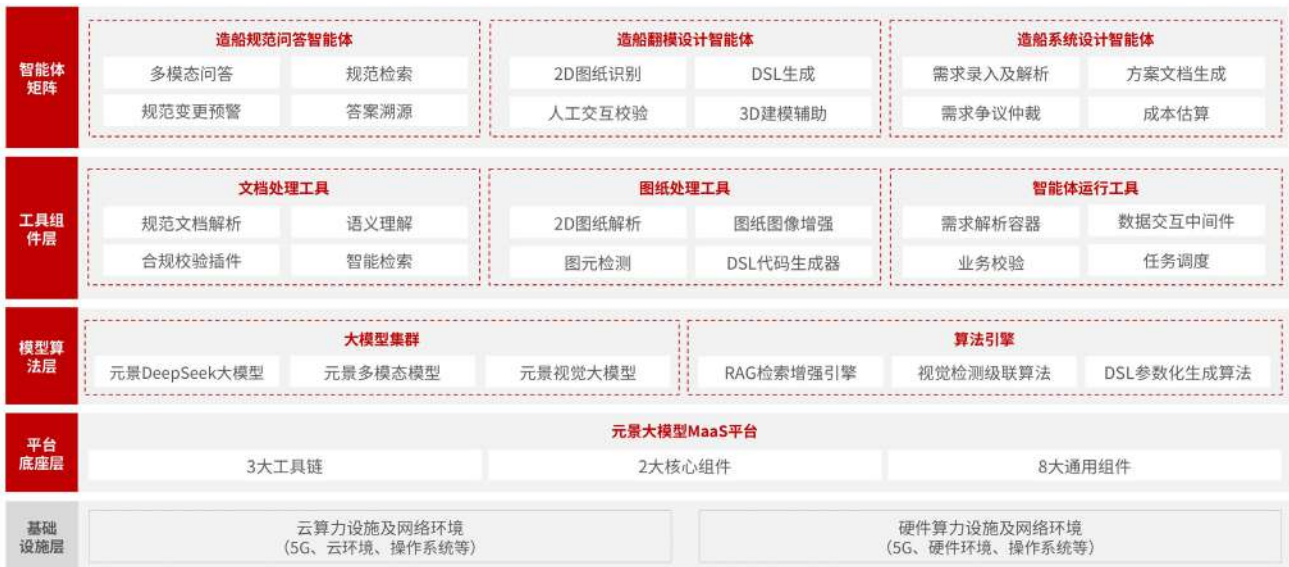 智能体
矩阵
造船规范问答智能体
多模态问答
规范检索
规范变更预警
答案溯源
造船翻模设计智能体
2D图纸识别
DSL生成
人工交互校验
3D建模辅助
造船系统设计智能体
需求录入及解析
方案文档生成
需求争议仲裁
成本估算
工具组
件层
文档处理工具
规范文档解析
语义理解
合规校验插件
智能检索
图纸处理工具
2D图纸解析
图纸图像增强
图元检测
DSL代码生成器
智能体运行工具
需求解析容器
数据交互中间件
业务校验
任务调度
模型算
法层
大模型集群
元景DeepSeek大模型
元景多模态模型
元景视觉大模型
算法引擎
RAG检索增强引擎
视觉检测级联算法
DSL参数化生成算法
平台
底座层
元景大模型MaaS平台
3大工具链
2大核心组件
8大通用组件
基础
设施层
云算力设施及网络环境
(5G、云环境、操作系统等)
硬件算力设施及网络环境
(5G、硬件环境、操作系统等)